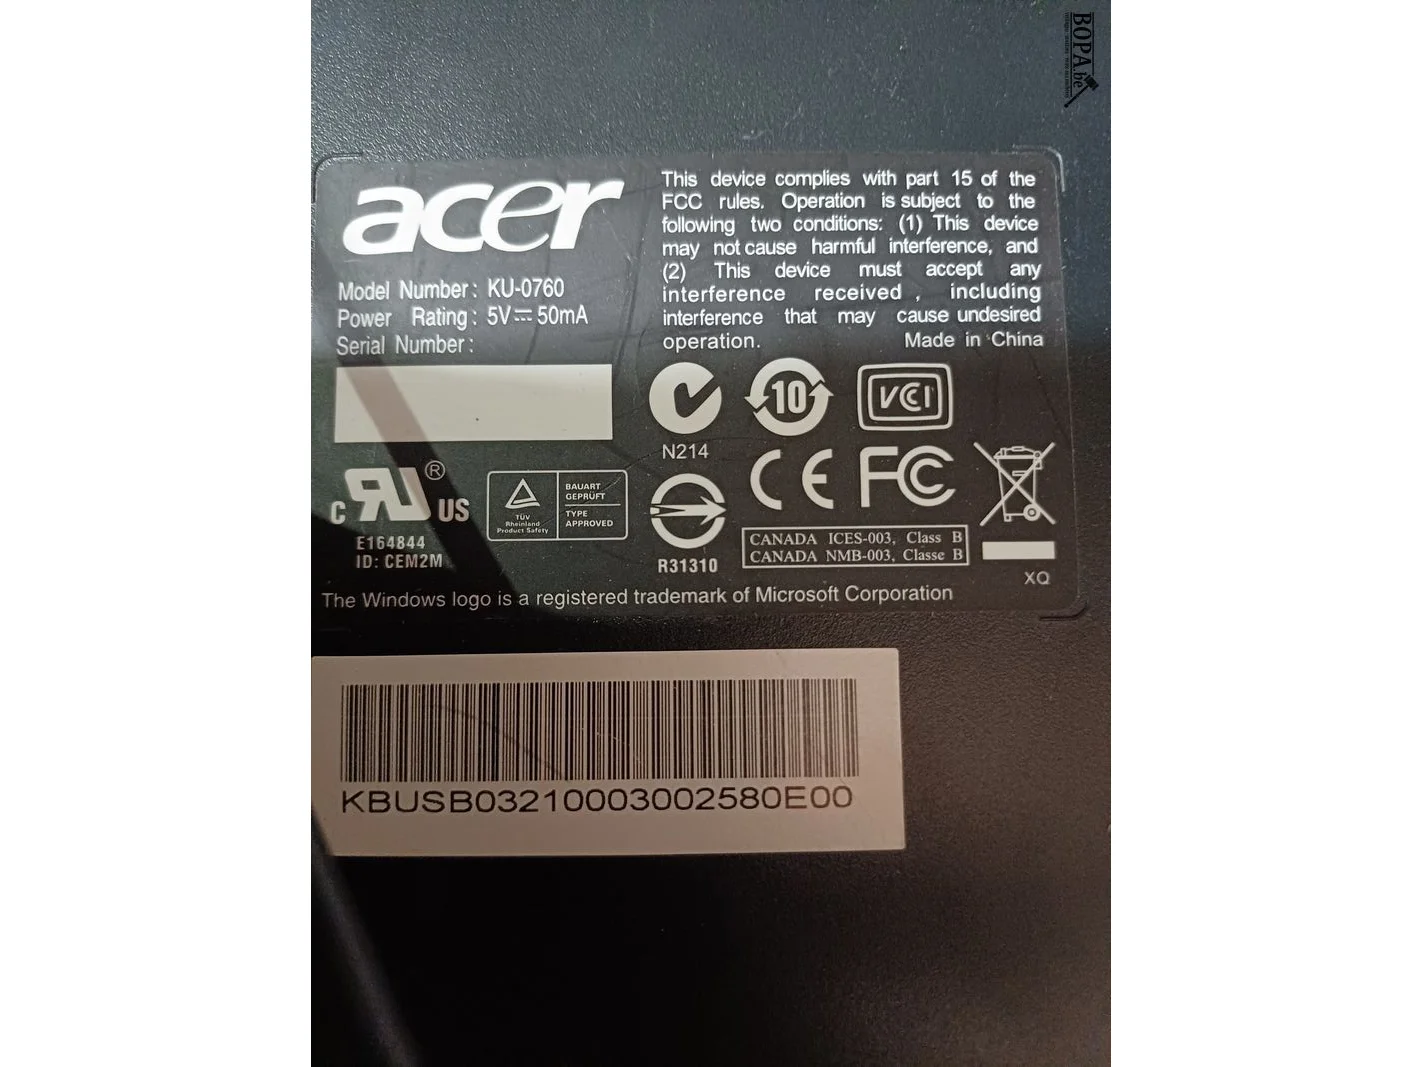 BOPA.be
acer
Model Number: KU-0760
Power Rating: 5V⎓50mA
Serial Number:
This device complies with part 15 of the
FCC rules. Operation is subject to the
following two conditions: (1) This device
may not cause harmful interference, and
(2) This device must accept any
interference received, including
interference that may cause undesired
operation. Made in China
N214
10
VCI
C RU® US
E164844
ID: CEM2M
TÜV
Rheinland
Product Safety
BAUART
GEPRÜFT
TYPE
APPROVED
R31310
CE FC
CANADA ICES-003, Class B
CANADA NMB-003, Classe B
XQ
The Windows logo is a registered trademark of Microsoft Corporation
KBUSB03210003002580E00